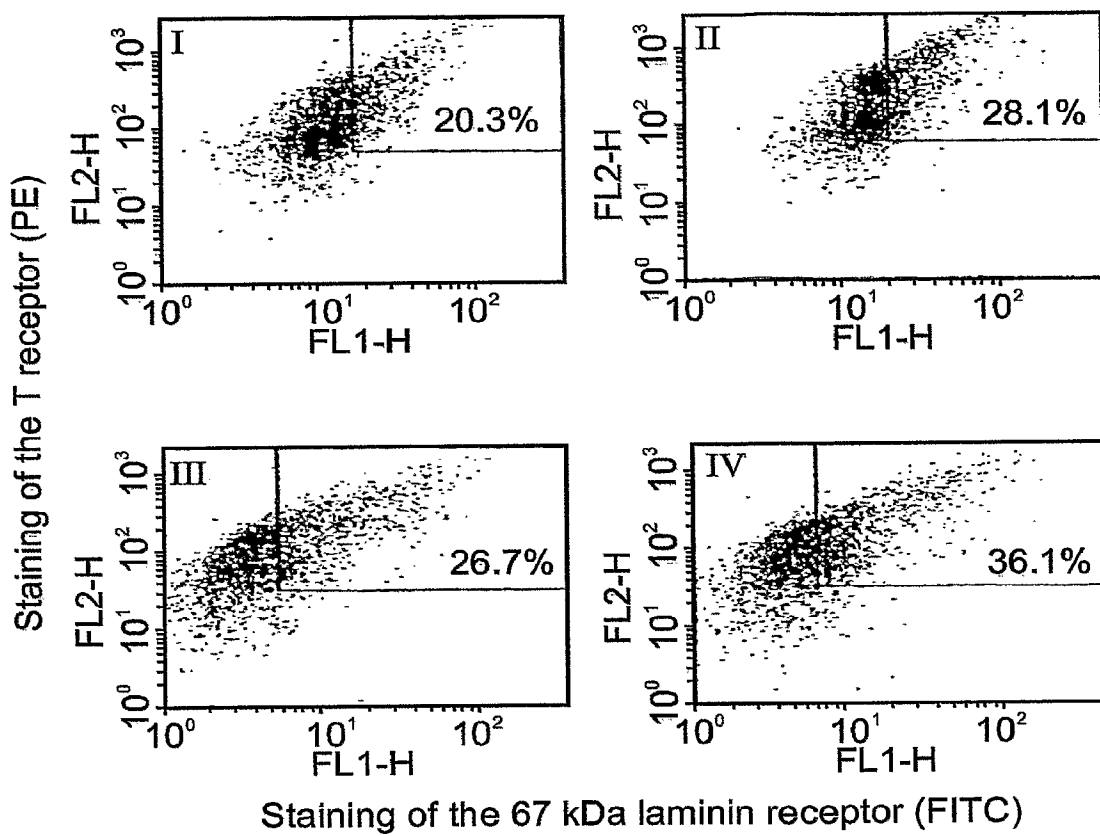 Staining of the T receptor (PE)
I
FL2-H
10³
10²
10¹
10⁰
20.3%
10⁰ 10¹ 10²
FL1-H
II
FL2-H
10³
10²
10¹
10⁰
28.1%
10⁰ 10¹ 10²
FL1-H
III
FL2-H
10³
10²
10¹
10⁰
26.7%
10⁰ 10¹ 10²
FL1-H
IV
FL2-H
10³
10²
10¹
10⁰
36.1%
10⁰ 10¹ 10²
FL1-H
Staining of the 67 kDa laminin receptor (FITC)